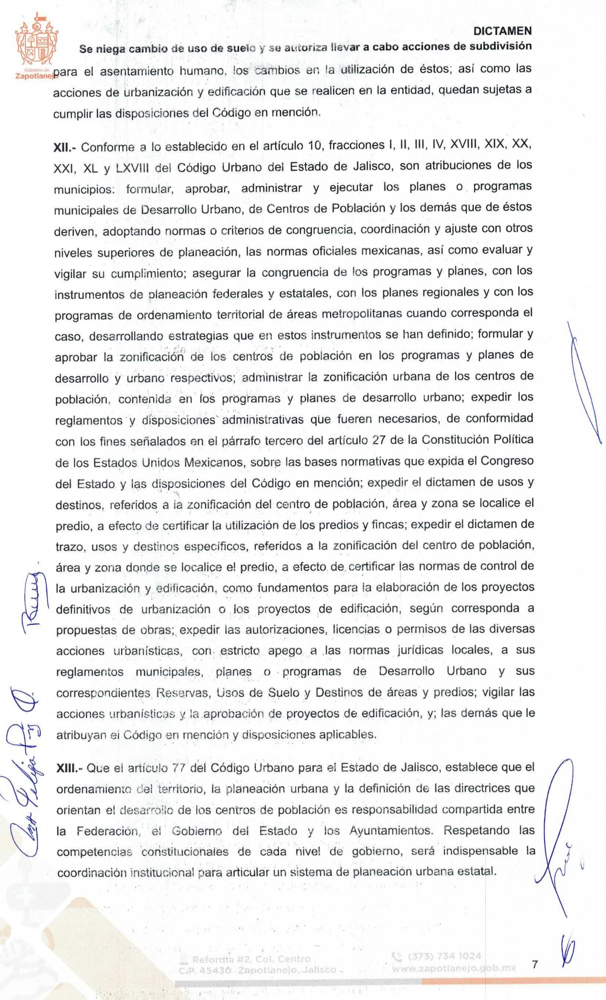 DICTAMEN
Se niega cambio de uso de suelo y se autoriza llevar a cabo acciones de subdivisión
Gobierno de
Zapotlanejo
para el asentamiento humano, los cambios en la utilización de éstos; así como las
acciones de urbanización y edificación que se realicen en la entidad, quedan sujetas a
cumplir las disposiciones del Código en mención.
XII.- Conforme a lo establecido en el artículo 10, fracciones I, II, III, IV, XVIII, XIX, XX,
XXI, XL y LXVIII del Código Urbano del Estado de Jalisco, son atribuciones de los
municipios: formular, aprobar, administrar y ejecutar los planes o programas
municipales de Desarrollo Urbano, de Centros de Población y los demás que de éstos
deriven, adoptando normas o criterios de congruencia, coordinación y ajuste con otros
niveles superiores de planeación, las normas oficiales mexicanas, así como evaluar y
vigilar su cumplimiento; asegurar la congruencia de los programas y planes, con los
instrumentos de planeación federales y estatales, con los planes regionales y con los
programas de ordenamiento territorial de áreas metropolitanas cuando corresponda el
caso, desarrollando estrategias que en estos instrumentos se han definido; formular y
aprobar la zonificación de los centros de población en los programas y planes de
desarrollo y urbano respectivos; administrar la zonificación urbana de los centros de
población, contenida en los programas y planes de desarrollo urbano; expedir los
reglamentos y disposiciones administrativas que fueren necesarios, de conformidad
con los fines señalados en el párrafo tercero del artículo 27 de la Constitución Política
de los Estados Unidos Mexicanos, sobre las bases normativas que expida el Congreso
del Estado y las disposiciones del Código en mención; expedir el dictamen de usos y
destinos, referidos a la zonificación del centro de población, área y zona se localice el
predio, a efecto de certificar la utilización de los predios y fincas; expedir el dictamen de
trazo, usos y destinos específicos, referidos a la zonificación del centro de población,
área y zona donde se localice el predio, a efecto de certificar las normas de control de
la urbanización y edificación, como fundamentos para la elaboración de los proyectos
definitivos de urbanización o los proyectos de edificación, según corresponda a
propuestas de obras; expedir las autorizaciones, licencias o permisos de las diversas
acciones urbanísticas, con estricto apego a las normas jurídicas locales, a sus
reglamentos municipales, planes o programas de Desarrollo Urbano y sus
correspondientes Reservas, Usos de Suelo y Destinos de áreas y predios; vigilar las
acciones urbanísticas y la aprobación de proyectos de edificación, y; las demás que le
atribuyan el Código en mención y disposiciones aplicables.
XIII.- Que el artículo 77 del Código Urbano para el Estado de Jalisco, establece que el
ordenamiento del territorio, la planeación urbana y la definición de las directrices que
orientan el desarrollo de los centros de población es responsabilidad compartida entre
la Federación, el Gobierno del Estado y los Ayuntamientos. Respetando las
competencias constitucionales de cada nivel de gobierno, será indispensable la
coordinación institucional para articular un sistema de planeación urbana estatal.
Reforma #2, Col. Centro
C.P. 45430 Zapotlanejo, Jalisco
(373) 734 1024
www.zapotlanejo.gob.mx
7